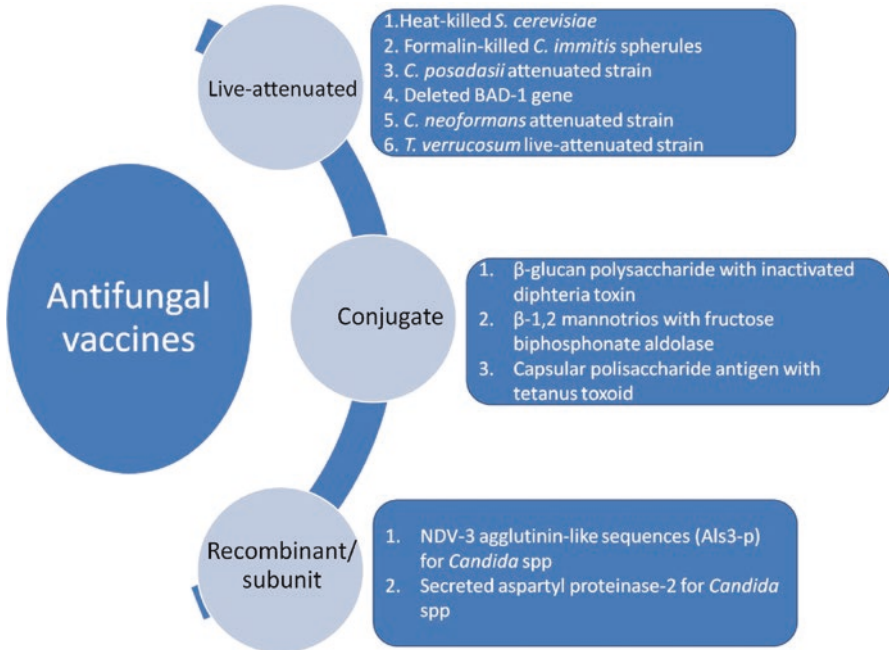 Antifungal
vaccines
Live-attenuated
1.Heat-killed S. cerevisiae
2. Formalin-killed C. immitis spherules
3. C. posadasii attenuated strain
4. Deleted BAD-1 gene
5. C. neoformans attenuated strain
6. T. verrucosum live-attenuated strain
Conjugate
1. β-glucan polysaccharide with inactivated
diphteria toxin
2. β-1,2 mannotrios with fructose
biphosphonate aldolase
3. Capsular polisaccharide antigen with
tetanus toxoid
Recombinant/
subunit
1. NDV-3 agglutinin-like sequences (Als3-p)
for Candida spp
2. Secreted aspartyl proteinase-2 for Candida
spp